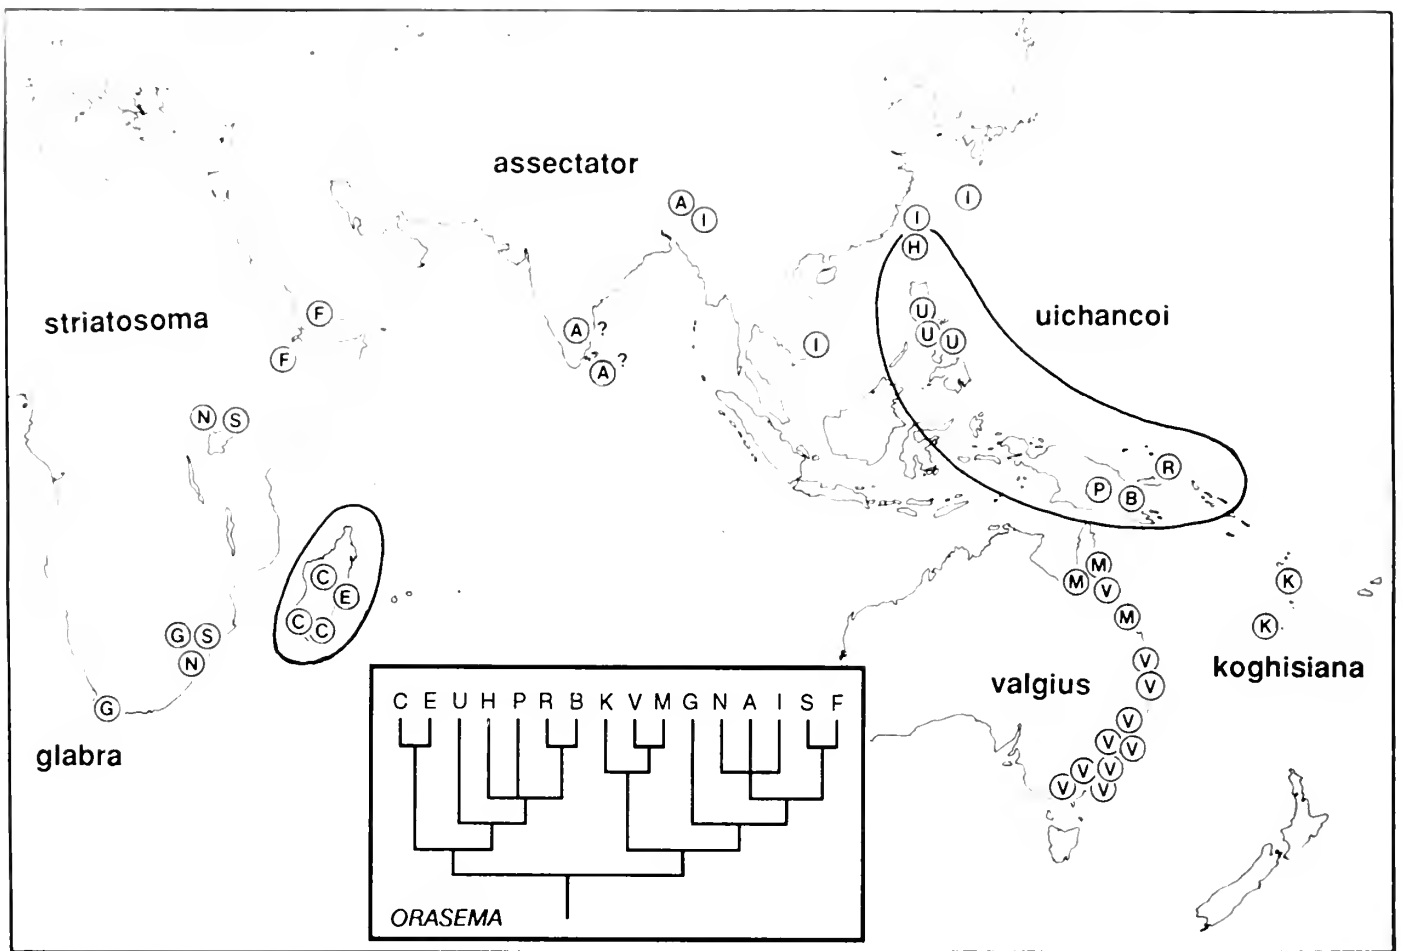 assectator
A
I
I
I
H
striatosoma
F
F
A ?
A ?
I
U
U U
uichancoi
N S
R
P B
C
E
C C
M
M V
M
K
K
G S
N
G
glabra
V
V
valgius
koghisiana
V
V V
V V V V
C E U H P R B K V M G N A I S F
ORASEMA